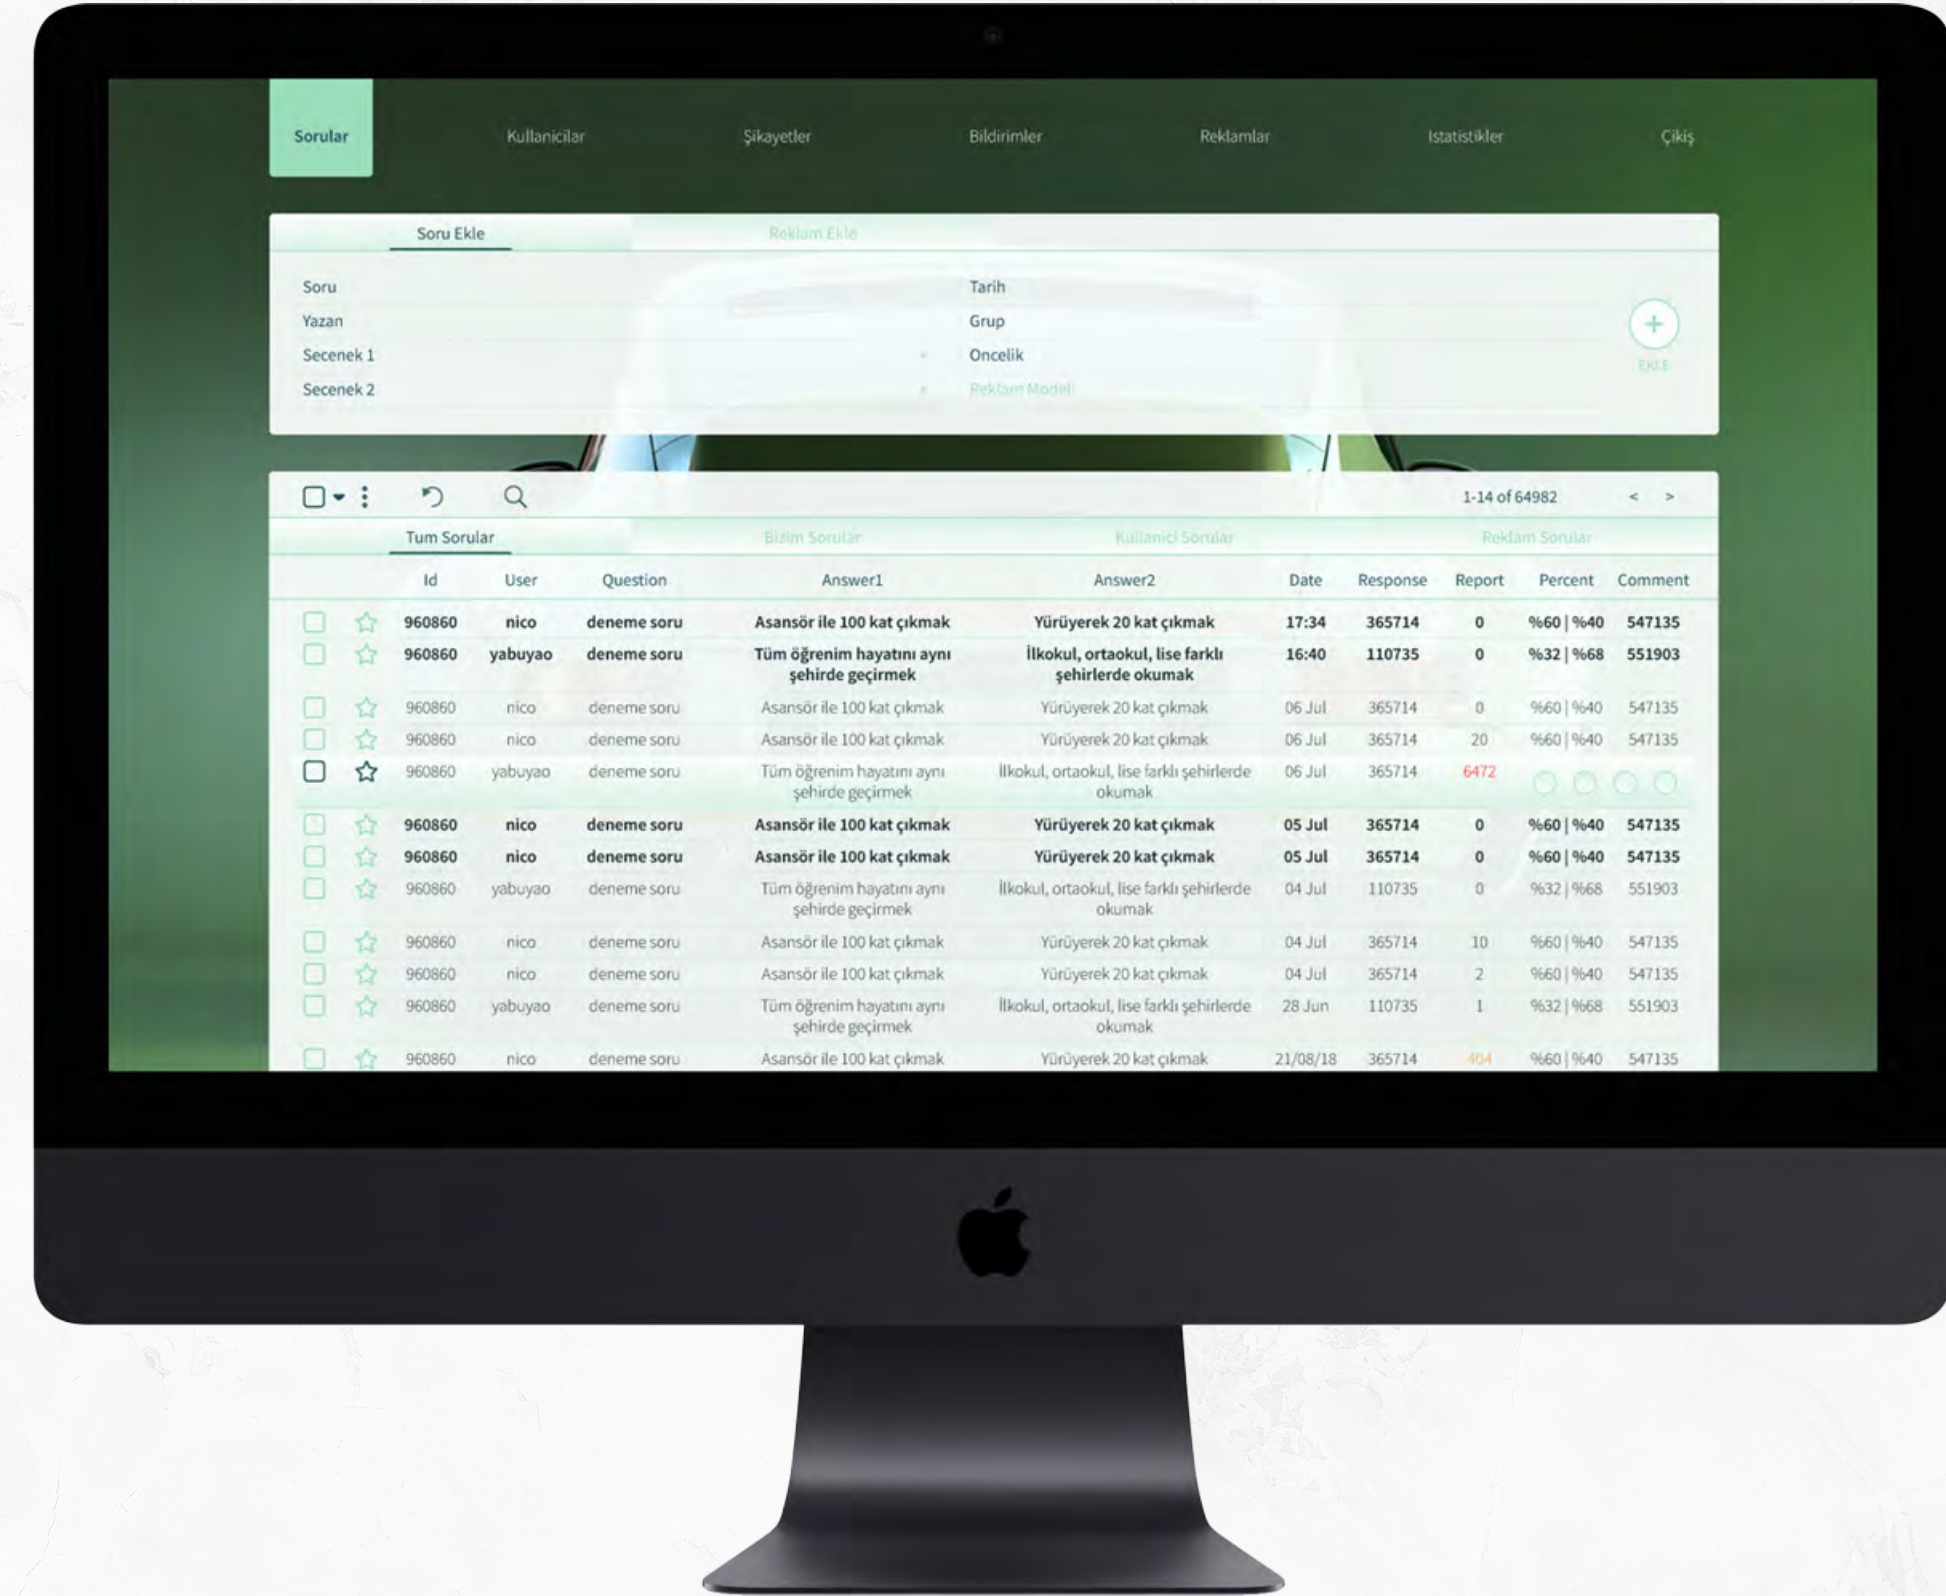 Sorular Kullanicilar Şikayetler Bildirimler Reklamlar Istatistikler Çikiş
Soru Ekle Reklam Ekle
Soru Tarih
Yazan Grup
Secenek 1 Oncelik
Secenek 2 Reklam Modeli
EKLE
1-14 of 64982 < >
Tum Sorular Bizim Sorular Kullanici Sorular Reklam Sorular
Id User Question Answer1 Answer2 Date Response Report Percent Comment
960860 nico deneme soru Asansör ile 100 kat çıkmak Yürüyerek 20 kat çıkmak 17:34 365714 0 %60 | %40 547135
960860 yabuyao deneme soru Tüm öğrenim hayatını aynı İlkokul, ortaokul, lise farklı 16:40 110735 0 %32 | %68 551903
şehirde geçirmek şehirlerde okumak
960860 nico deneme soru Asansör ile 100 kat çıkmak Yürüyerek 20 kat çıkmak 06 Jul 365714 0 %60 | %40 547135
960860 nico deneme soru Asansör ile 100 kat çıkmak Yürüyerek 20 kat çıkmak 06 Jul 365714 20 %60 | %40 547135
960860 yabuyao deneme soru Tüm öğrenim hayatını aynı İlkokul, ortaokul, lise farklı şehirlerde 06 Jul 365714 6472
şehirde geçirmek okumak
960860 nico deneme soru Asansör ile 100 kat çıkmak Yürüyerek 20 kat çıkmak 05 Jul 365714 0 %60 | %40 547135
960860 nico deneme soru Asansör ile 100 kat çıkmak Yürüyerek 20 kat çıkmak 05 Jul 365714 0 %60 | %40 547135
960860 yabuyao deneme soru Tüm öğrenim hayatını aynı İlkokul, ortaokul, lise farklı şehirlerde 04 Jul 110735 0 %32 | %68 551903
şehirde geçirmek okumak
960860 nico deneme soru Asansör ile 100 kat çıkmak Yürüyerek 20 kat çıkmak 04 Jul 365714 10 %60 | %40 547135
960860 nico deneme soru Asansör ile 100 kat çıkmak Yürüyerek 20 kat çıkmak 04 Jul 365714 2 %60 | %40 547135
960860 yabuyao deneme soru Tüm öğrenim hayatını aynı İlkokul, ortaokul, lise farklı şehirlerde 28 Jun 110735 1 %32 | %68 551903
şehirde geçirmek okumak
960860 nico deneme soru Asansör ile 100 kat çıkmak Yürüyerek 20 kat çıkmak 21/08/18 365714 404 %60 | %40 547135